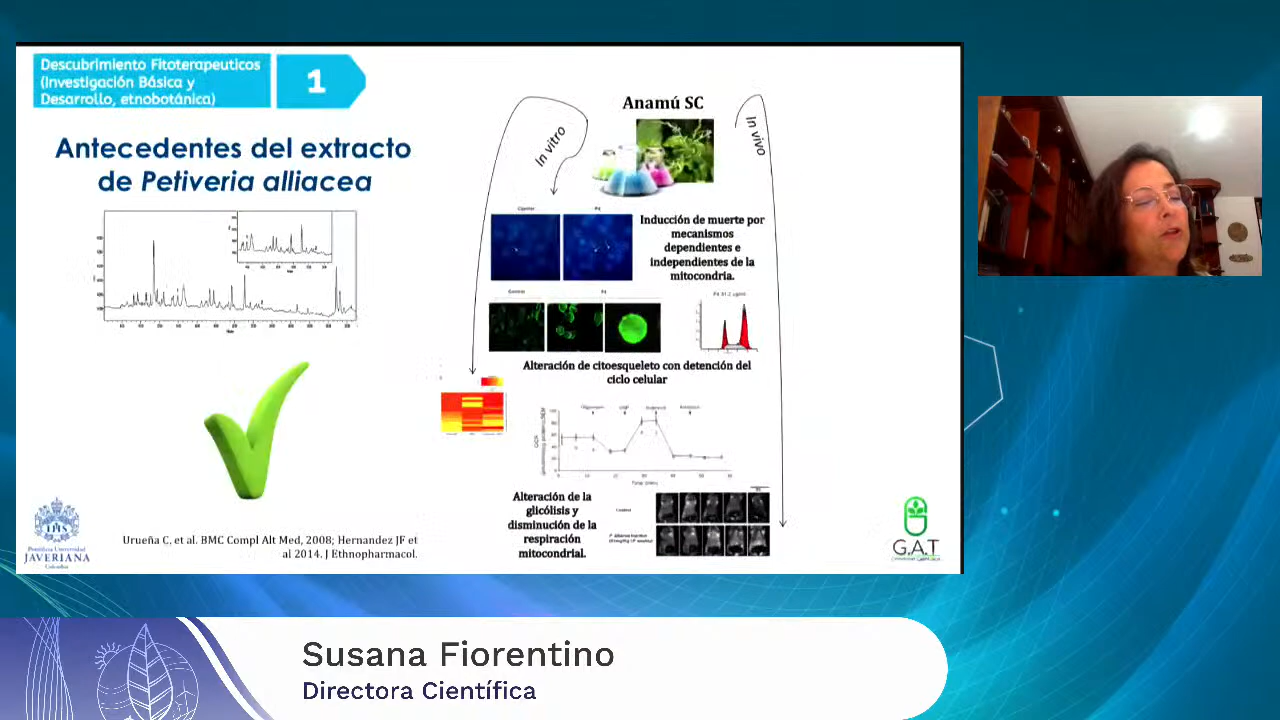 Descubrimiento Fitoterapeuticos
(Investigación Básica y
Desarrollo, etnobotánica)
1
Antecedentes del extracto
de Petiveria alliacea
Anamú SC
In vitro
In vivo
Inducción de muerte por
mecanismos
dependientes e
independientes de la
mitocondria.
Control
Alteración de citoesqueleto con detención del
ciclo celular
Alteración de la
glicólisis y
disminución de la
respiración
mitocondrial.
Control
Urueña C, et al. BMC Compl Alt Med, 2008; Hernandez JF et
al 2014. J Ethnopharmacol.
Pontificia Universidad
JAVERIANA
Colombia
G.A.T
Susana Fiorentino
Directora Científica